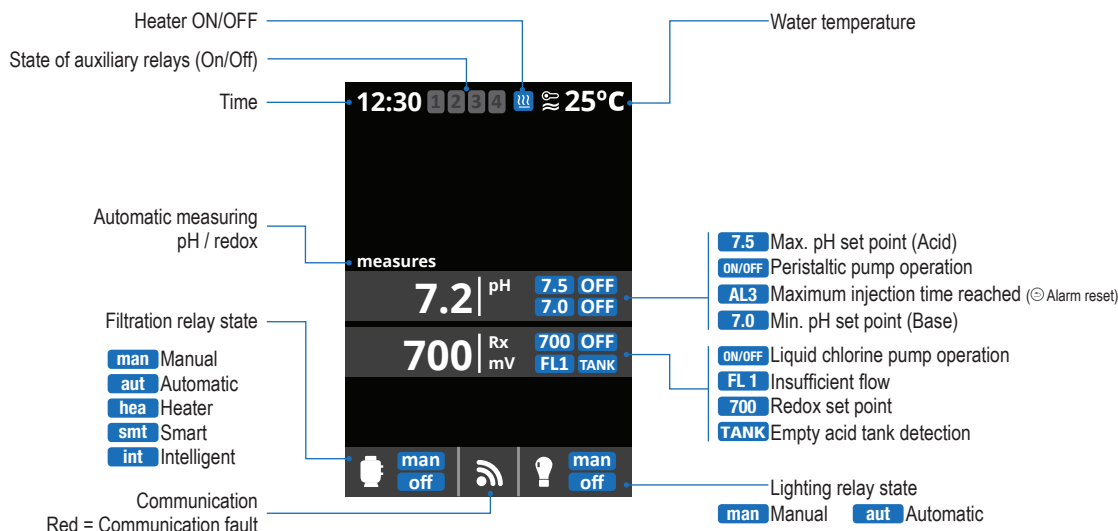 Heater ON/OFF
Water temperature
State of auxiliary relays (On/Off)
Time
12:30 1 2 3 4 25ºC
Automatic measuring
pH / redox
measures
7.2 pH 7.5 OFF
7.0 OFF
7.5 Max. pH set point (Acid)
ON/OFF Peristaltic pump operation
AL3 Maximum injection time reached (Alarm reset)
7.0 Min. pH set point (Base)
700 Rx 700 OFF
mV FL1 TANK
ON/OFF Liquid chlorine pump operation
FL 1 Insufficient flow
700 Redox set point
TANK Empty acid tank detection
Filtration relay state
man Manual
aut Automatic
hea Heater
smt Smart
int Intelligent
man man
off off
Communication
Red = Communication fault
Lighting relay state
man Manual aut Automatic